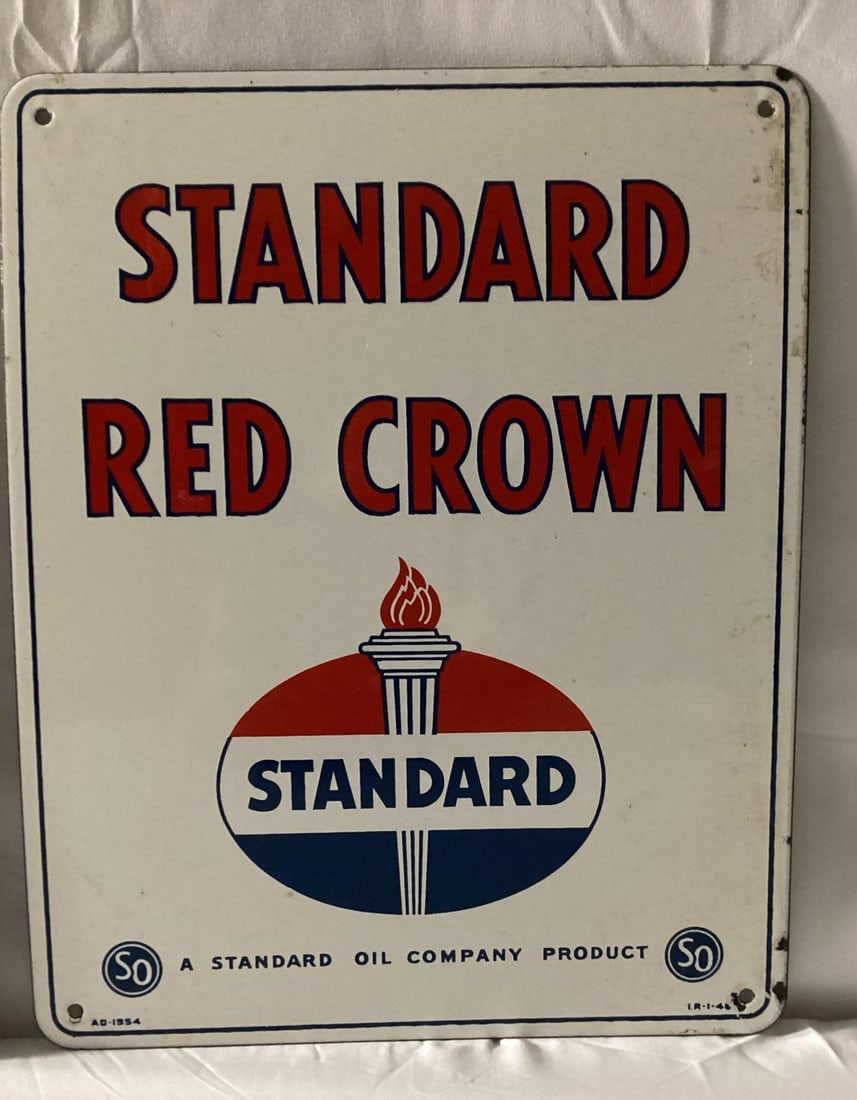 STANDARD
RED CROWN
STANDARD
SO A STANDARD OIL COMPANY PRODUCT SO
AD-1954